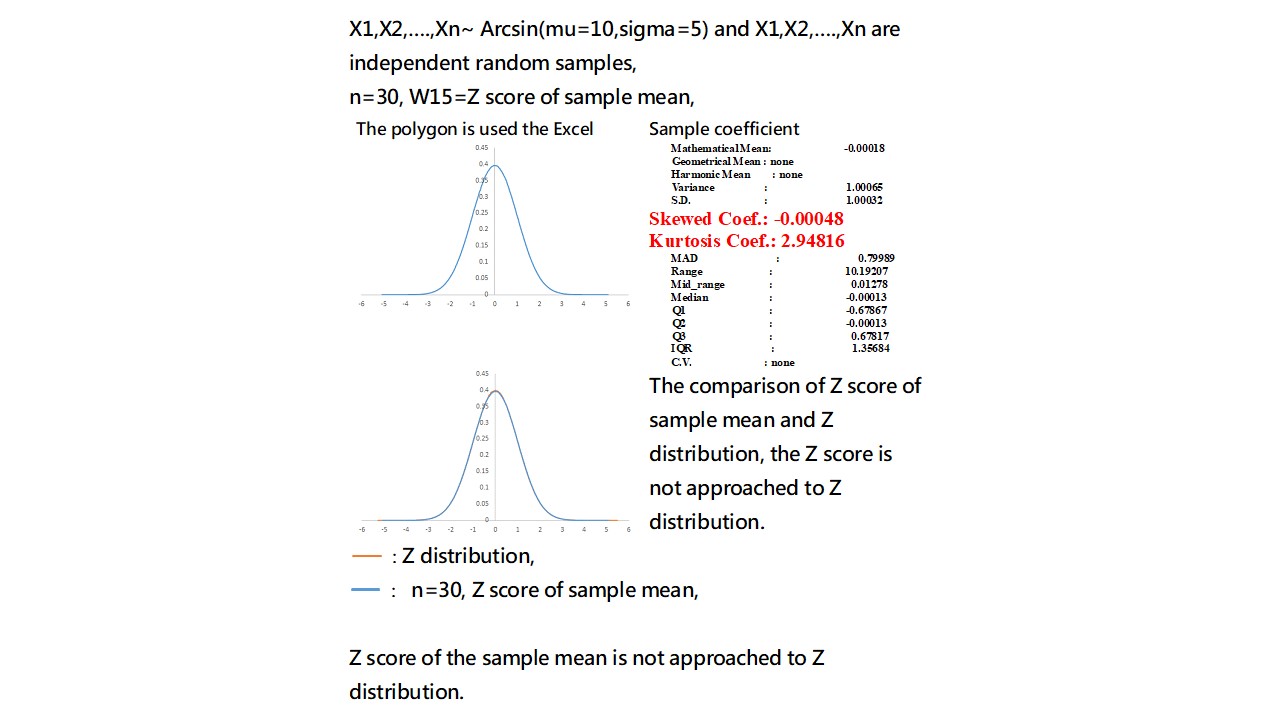 X1,X2,....,Xn~ Arcsin(mu=10,sigma=5) and X1,X2,....,Xn are
independent random samples,
n=30, W15=Z score of sample mean,
The polygon is used the Excel
0.45
0.4
0.35
0.3
0.25
0.2
0.15
0.1
0.05
0
-6 -5 -4 -3 -2 -1 0 1 2 3 4 5 6
Sample coefficient
MathematicalMean: -0.00018
Geometrical Mean : none
Harmonic Mean : none
Variance : 1.00065
S.D. : 1.00032
Skewed Coef.: -0.00048
Kurtosis Coef.: 2.94816
MAD : 0.79989
Range : 10.19207
Mid_range : 0.01278
Median : -0.00013
Q1 : -0.67867
Q2 : -0.00013
Q3 : 0.67817
IQR : 1.35684
C.V. : none
0.45
0.4
0.35
0.3
0.25
0.2
0.15
0.1
0.05
0
-6 -5 -4 -3 -2 -1 0 1 2 3 4 5 6
The comparison of Z score of
sample mean and Z
distribution, the Z score is
not approached to Z
distribution.
: Z distribution,
: n=30, Z score of sample mean,
Z score of the sample mean is not approached to Z
distribution.